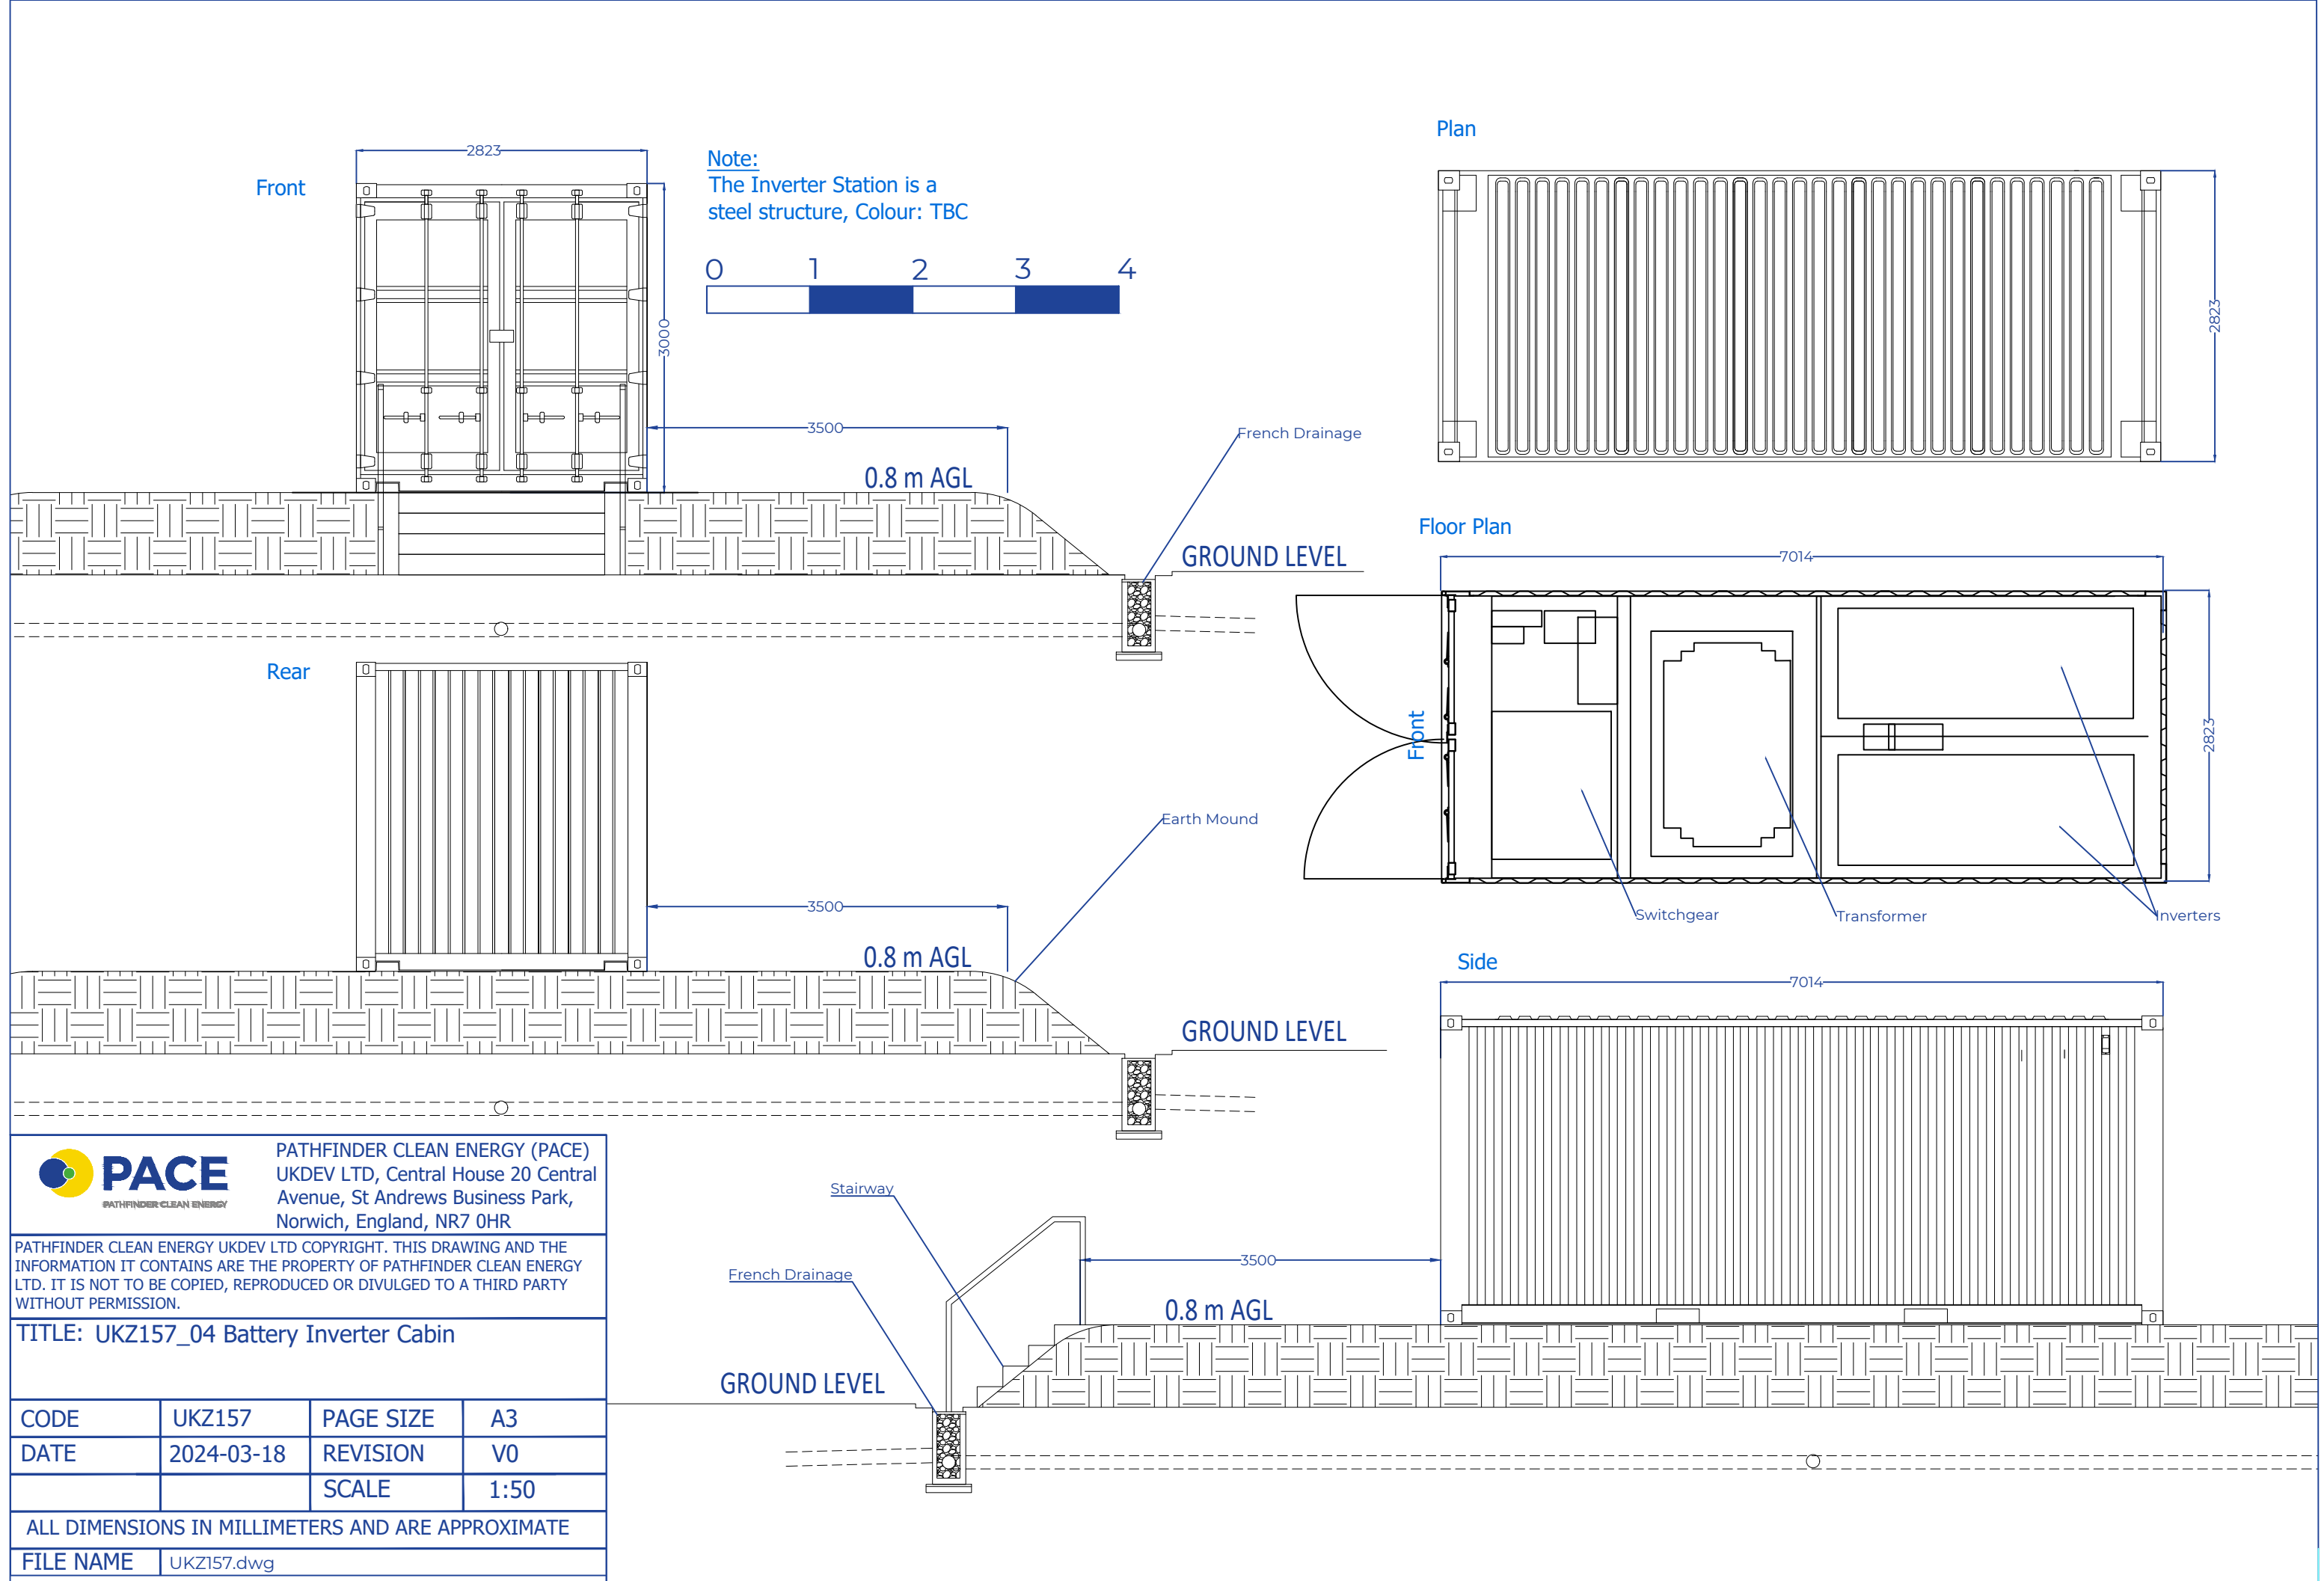 Plan
2823
Front
Note:
The Inverter Station is a
steel structure, Colour: TBC
0 1 2 3 4
3000
2823
3500
French Drainage
0.8 m AGL
Floor Plan
GROUND LEVEL
7014
Rear
Front
2823
Earth Mound
3500
Switchgear
Transformer
Inverters
0.8 m AGL
Side
7014
GROUND LEVEL
PACE
PATHFINDER CLEAN ENERGY
PATHFINDER CLEAN ENERGY (PACE)
UKDEV LTD, Central House 20 Central
Avenue, St Andrews Business Park,
Norwich, England, NR7 0HR
Stairway
PATHFINDER CLEAN ENERGY UKDEV LTD COPYRIGHT. THIS DRAWING AND THE
INFORMATION IT CONTAINS ARE THE PROPERTY OF PATHFINDER CLEAN ENERGY
LTD. IT IS NOT TO BE COPIED, REPRODUCED OR DIVULGED TO A THIRD PARTY
WITHOUT PERMISSION.
French Drainage
3500
0.8 m AGL
TITLE: UKZ157_04 Battery Inverter Cabin
GROUND LEVEL
CODE UKZ157 PAGE SIZE A3
DATE 2024-03-18 REVISION V0
SCALE 1:50
ALL DIMENSIONS IN MILLIMETERS AND ARE APPROXIMATE
FILE NAME UKZ157.dwg